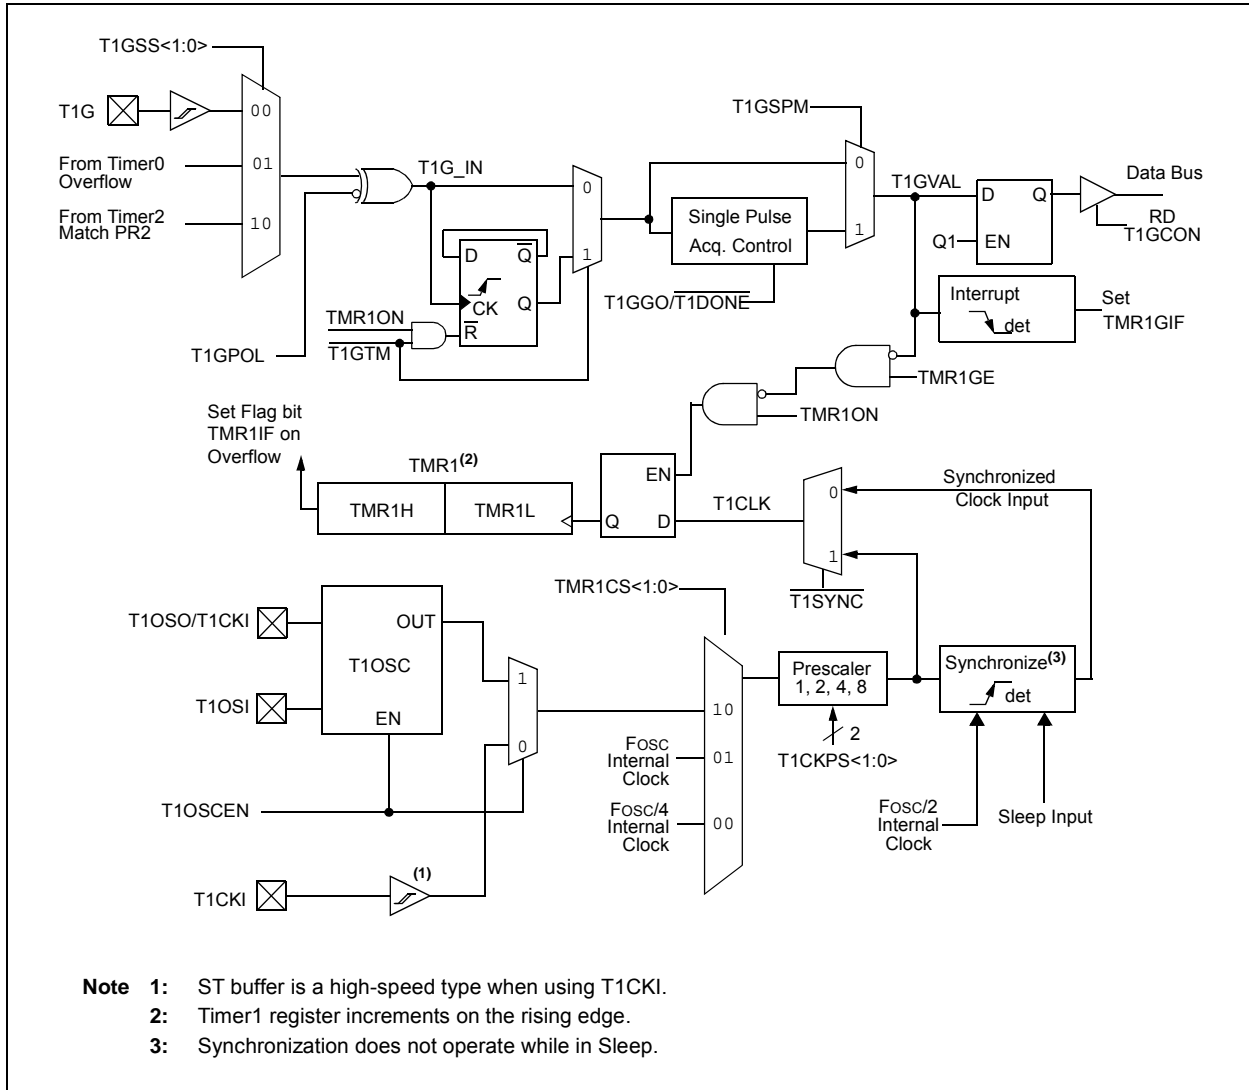 T1GSS<1:0>
T1G
00
From Timer0
Overflow
01
From Timer2
Match PR2
10
T1G_IN
0
1
D
Q
CK
Q
R
TMR1ON
T1GTM
T1GPOL
Single Pulse
Acq. Control
T1GGO/T1DONE
T1GSPM
0
1
T1GVAL
D
Q
Q1
EN
Data Bus
RD
T1GCON
Interrupt
det
Set
TMR1GIF
TMR1GE
TMR1ON
Set Flag bit
TMR1IF on
Overflow
TMR1(2)
TMR1H
TMR1L
EN
Q
D
T1CLK
0
1
T1SYNC
Synchronized
Clock Input
T1OSO/T1CKI
T1OSI
OUT
T1OSC
EN
1
0
T1OSCEN
T1CKI
(1)
TMR1CS<1:0>
10
FOSC
Internal
Clock
01
FOSC/4
Internal
Clock
00
Prescaler
1, 2, 4, 8
2
T1CKPS<1:0>
Synchronize(3)
det
FOSC/2
Internal
Clock
Sleep Input
Note 1: ST buffer is a high-speed type when using T1CKI.
2: Timer1 register increments on the rising edge.
3: Synchronization does not operate while in Sleep.